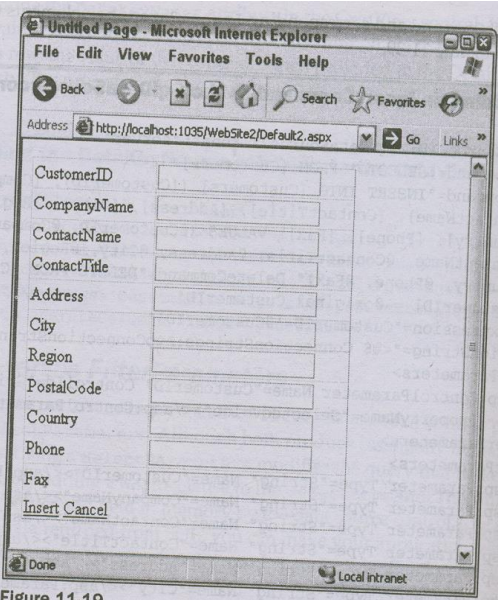 Untitled Page - Microsoft Internet Explorer
File Edit View Favorites Tools Help
Back Search Favorites
Address http://localhost:1035/WebSite2/Default2.aspx Go Links
CustomerID
CompanyName
ContactName
ContactTitle
Address
City
Region
PostalCode
Country
Phone
Fax
Insert Cancel
Done Local intranet
Figure 11.19